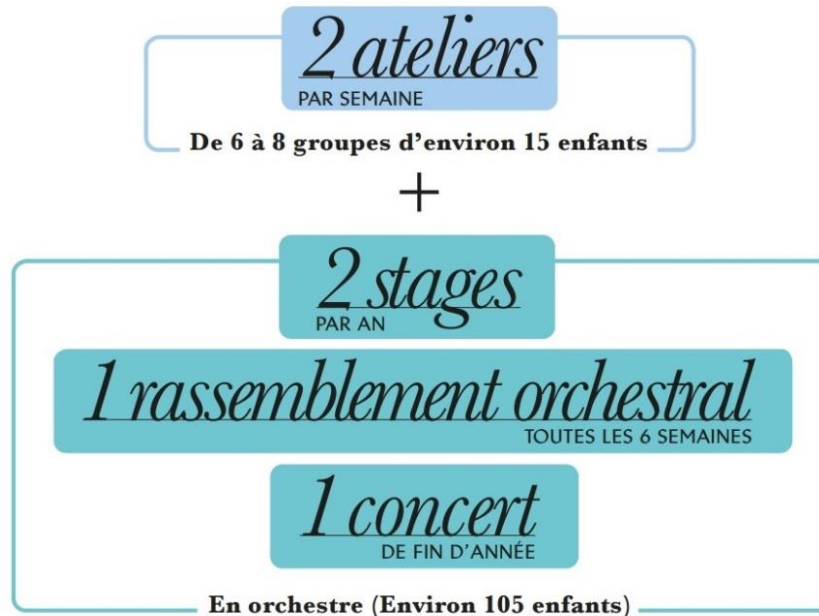 2 ateliers
PAR SEMAINE
De 6 à 8 groupes d'environ 15 enfants
+
2 stages
PAR AN
1 rassemblement orchestral
TOUTES LES 6 SEMAINES
1 concert
DE FIN D'ANNÉE
En orchestre (Environ 105 enfants)